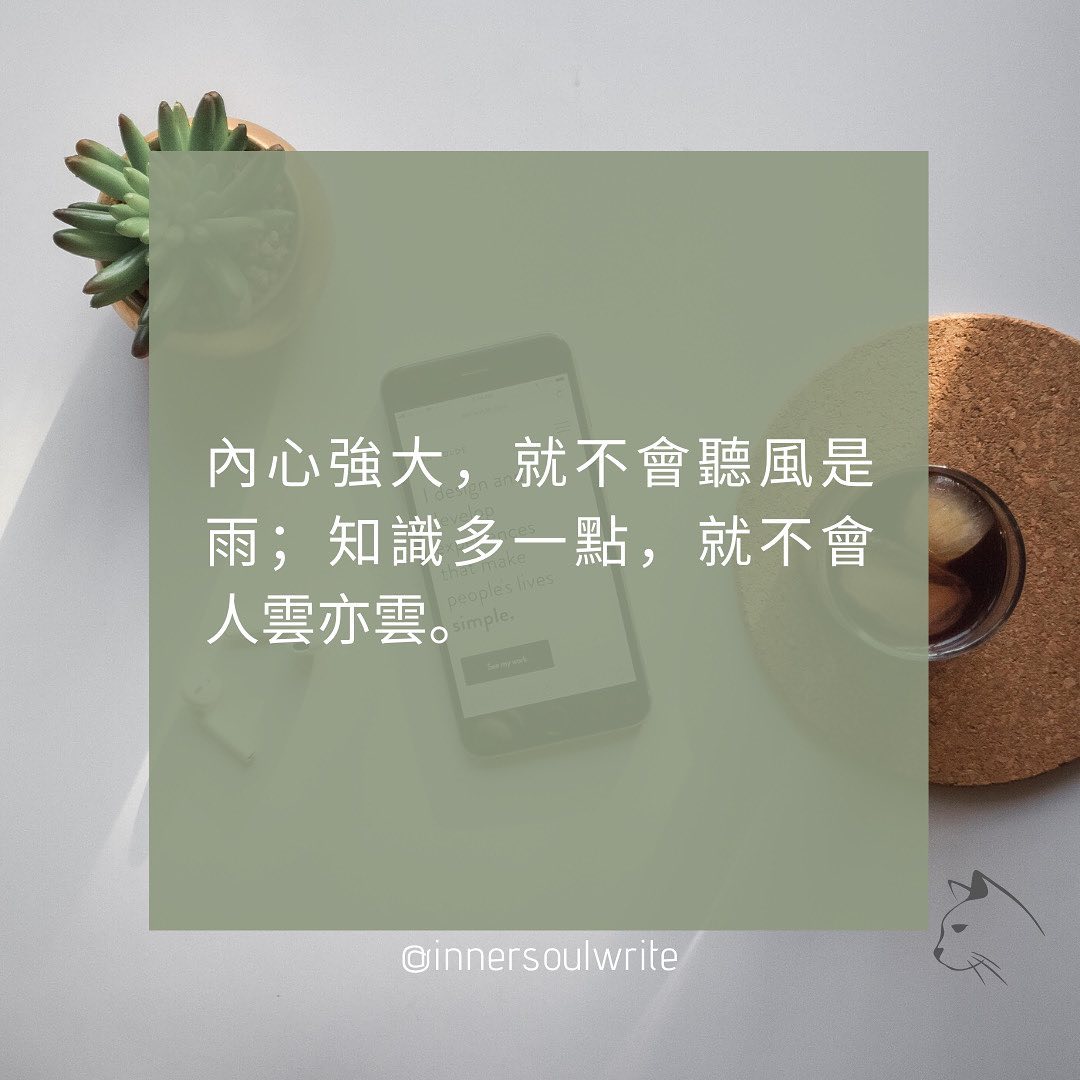 內心強大，就不會聽風是
雨；知識多一點，就不會
人雲亦雲。
I design and
develop
experiences
that make
people's lives
simple.
See my work
@innersoulwrite